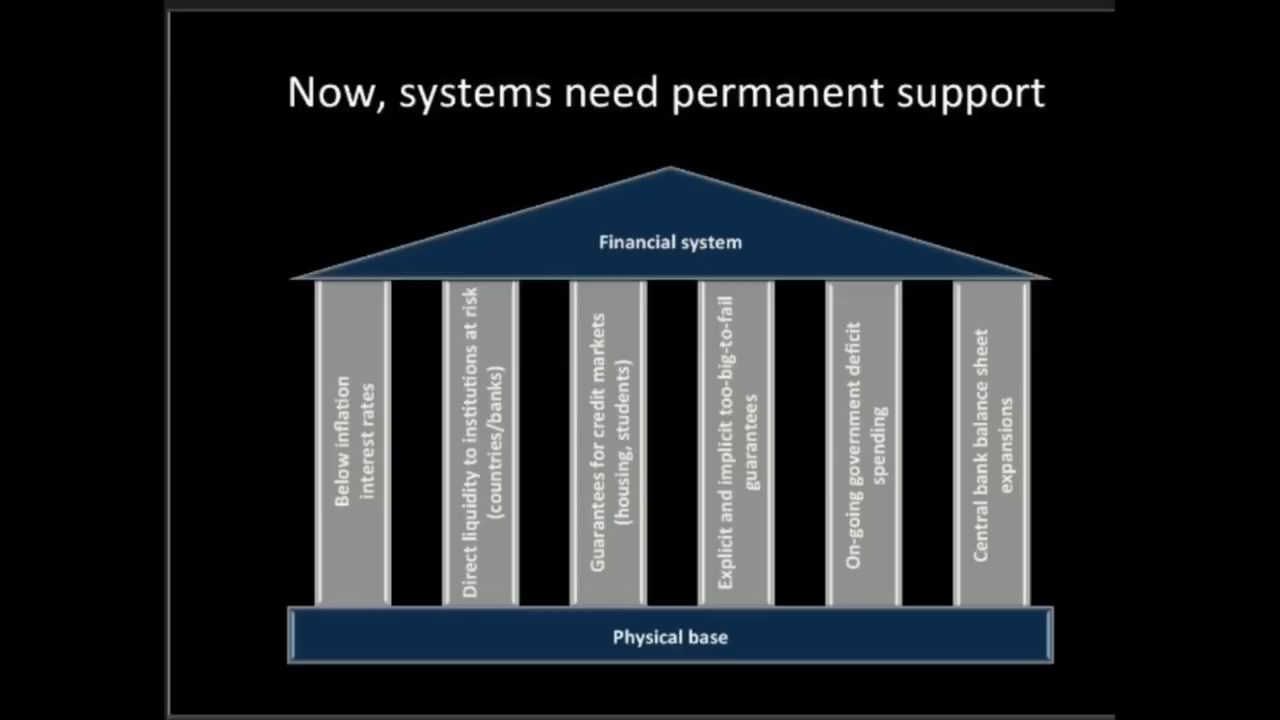 Now, systems need permanent support
Financial system
Below inflation
interest rates
Direct liquidity to institutions at risk
(countries/banks)
Guarantees for credit markets
(housing, students)
Explicit and implicit too-big-to-fail
guarantees
On-going government deficit
spending
Central bank balance sheet
expansions
Physical base